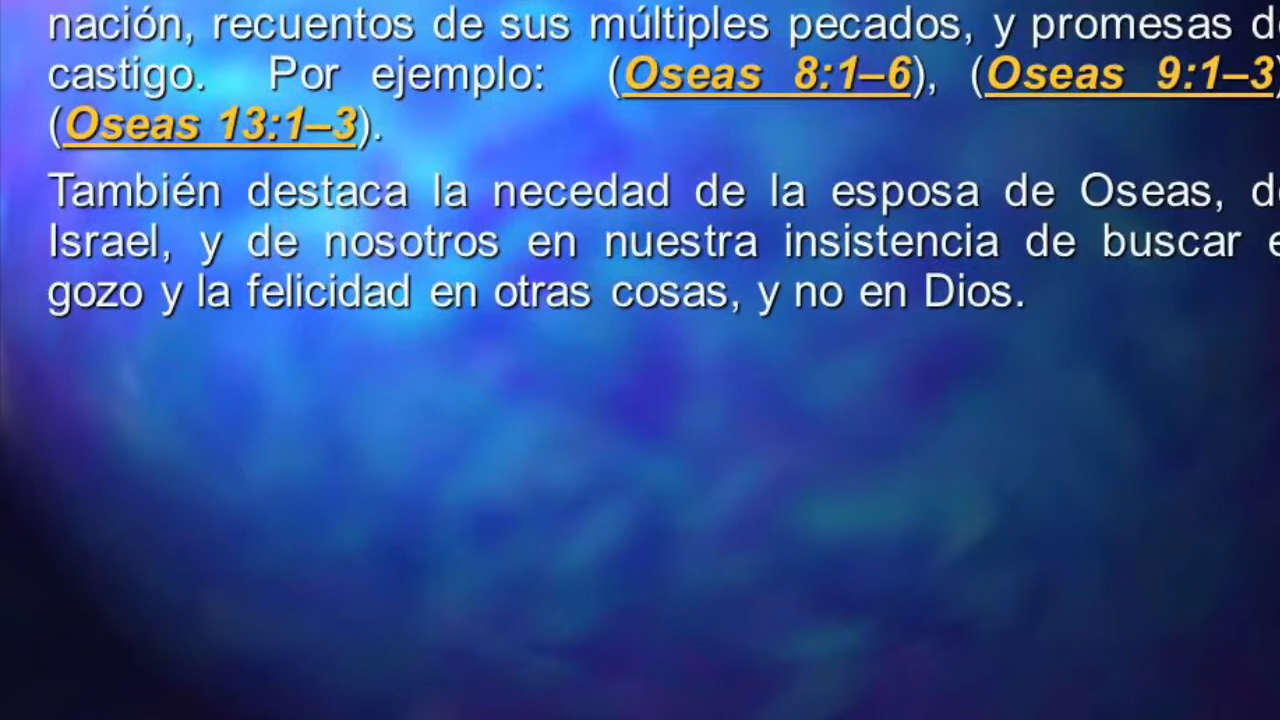 nación, recuentos de sus múltiples pecados, y promesas
castigo. Por ejemplo: (Oseas 8:1–6), (Oseas 9:1–3)
(Oseas 13:1–3).
También destaca la necedad de la esposa de Oseas,
Israel, y de nosotros en nuestra insistencia de buscar
gozo y la felicidad en otras cosas, y no en Dios.